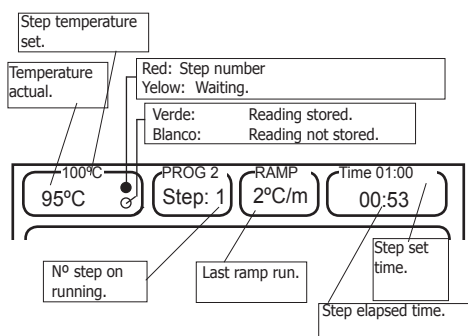 Step temperature
set.
Temperature
actual.
Red: Step number
Yelow: Waiting.
Verde: Reading stored.
Blanco: Reading not stored.
100ºC
95ºC
PROG 2
Step: 1
RAMP
2ºC/m
Time 01:00
00:53
Nº step on
running.
Last ramp run.
Step set
time.
Step elapsed time.